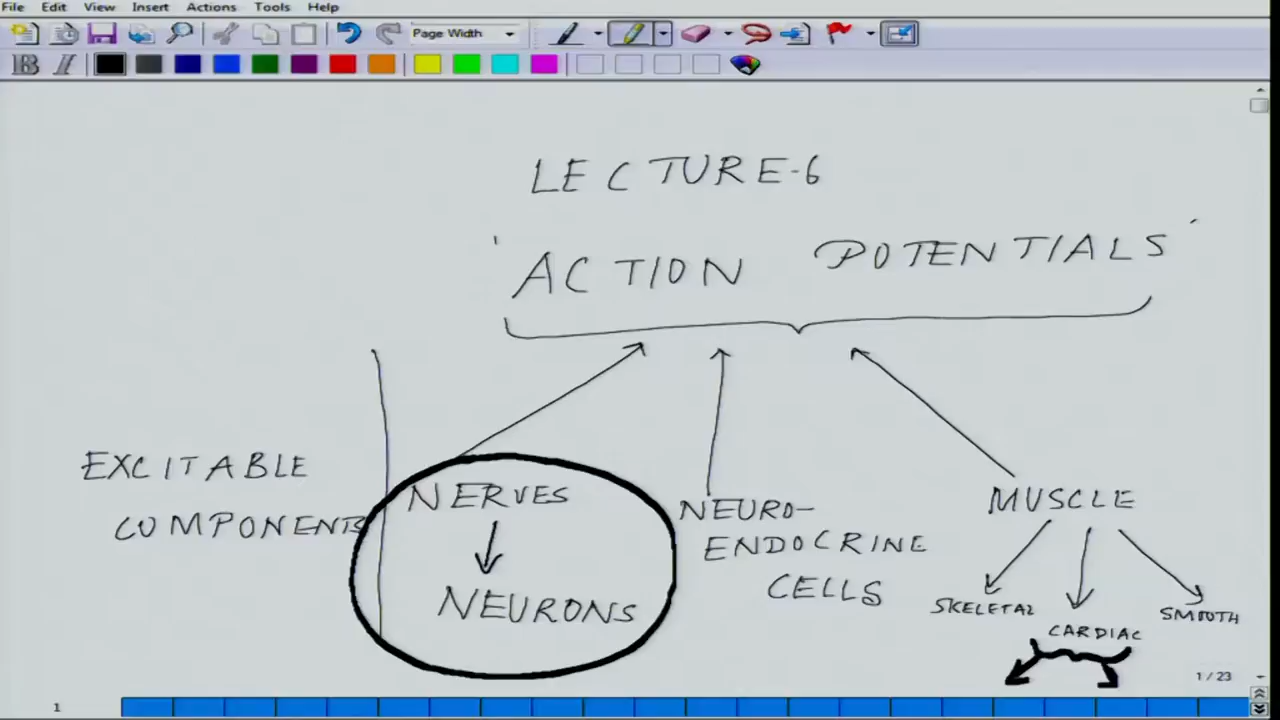 File Edit View Insert Actions Tools Help
Page Width
B I
LECTURE-6
'ACTION POTENTIALS'
EXCITABLE
COMPONENTS
NERVES
NEURONS
NEURO-
ENDOCRINE
CELLS
MUSCLE
SKELETAL
CARDIAC
SMOOTH
1 / 23
1